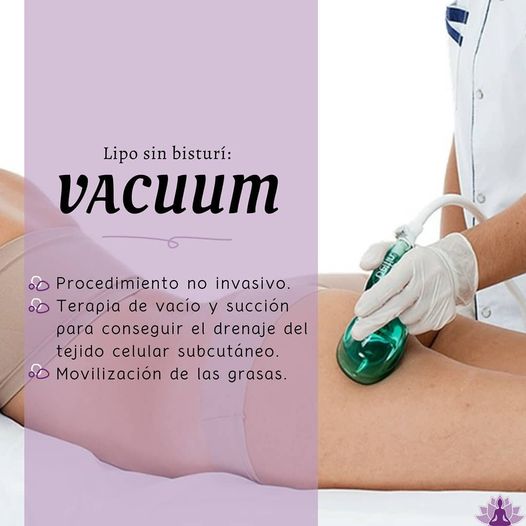 Lipo sin bisturí:
VACUUM
Procedimiento no invasivo.
Terapia de vacío y succión
para conseguir el drenaje del
tejido celular subcutáneo.
Movilización de las grasas.